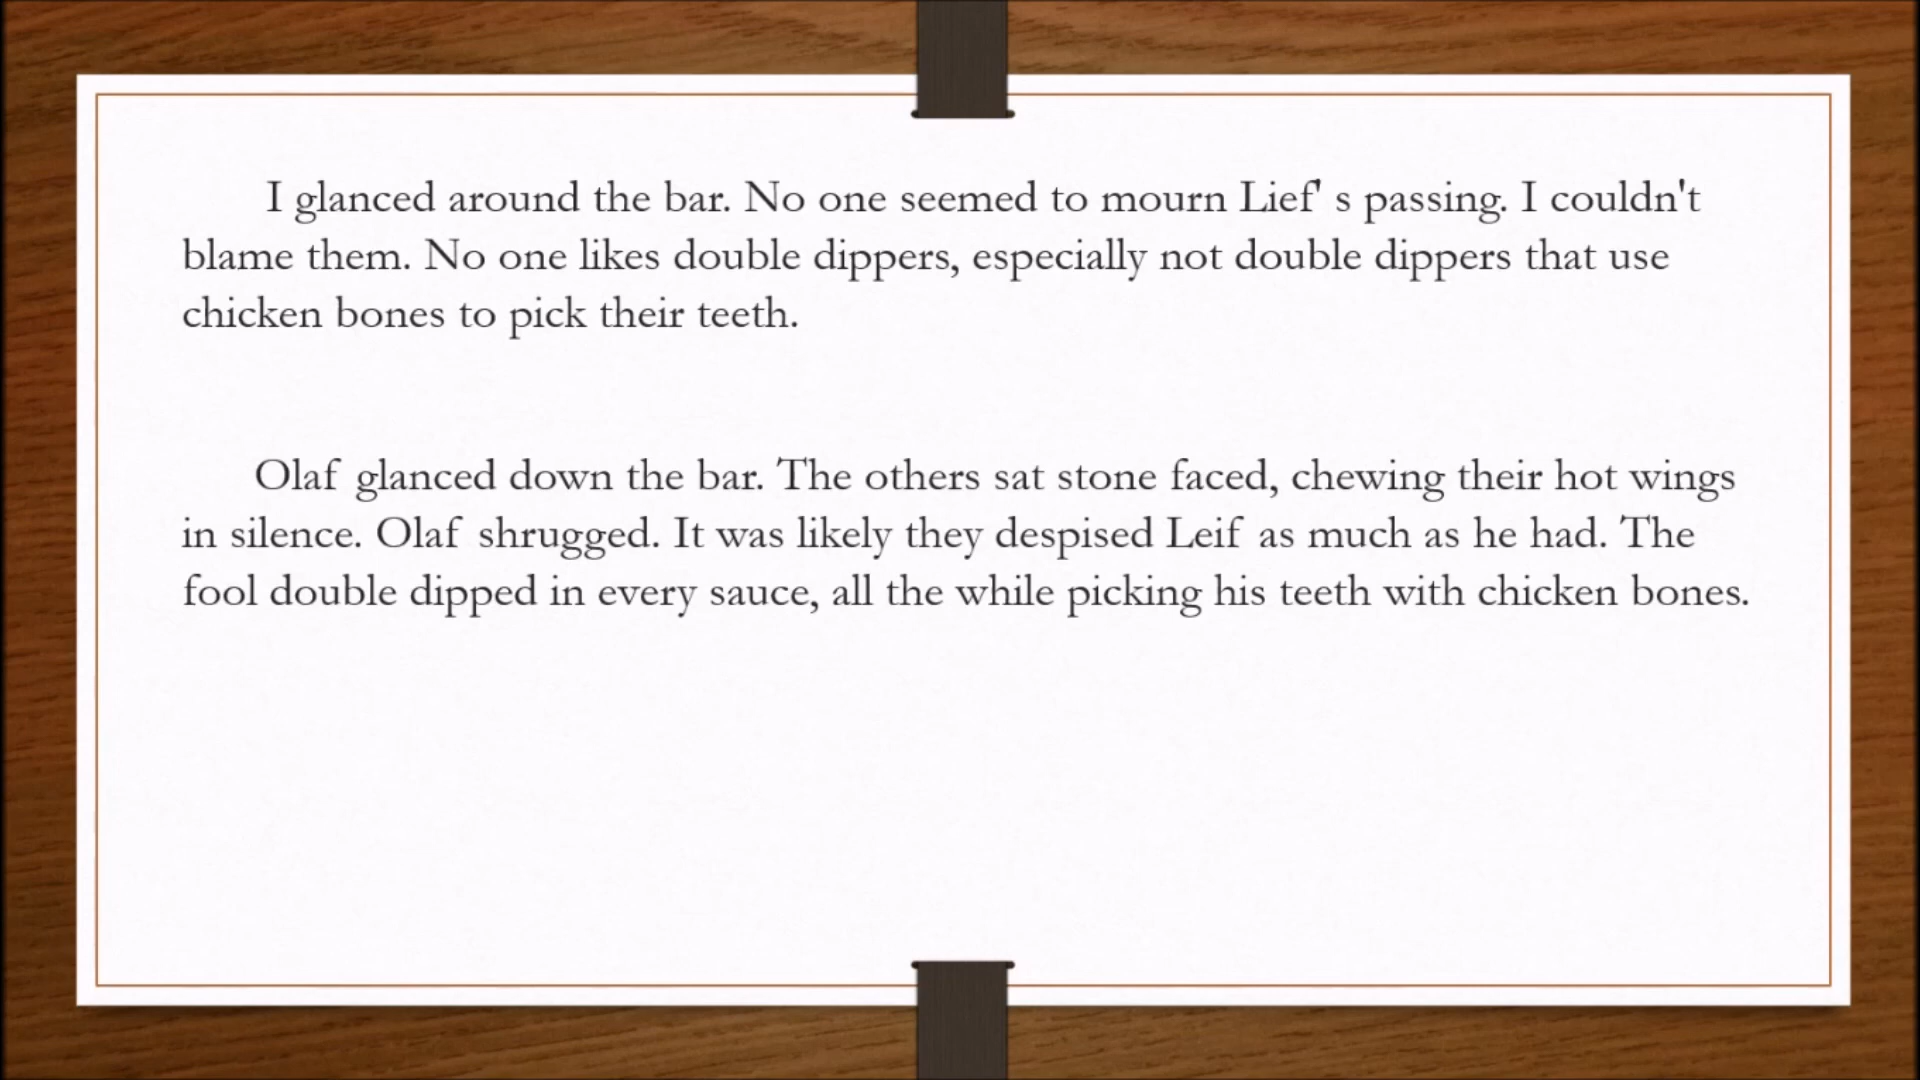 I glanced around the bar. No one seemed to mourn Lief' s passing. I couldn't
blame them. No one likes double dippers, especially not double dippers that use
chicken bones to pick their teeth.
Olaf glanced down the bar. The others sat stone faced, chewing their hot wings
in silence. Olaf shrugged. It was likely they despised Leif as much as he had. The
fool double dipped in every sauce, all the while picking his teeth with chicken bones.